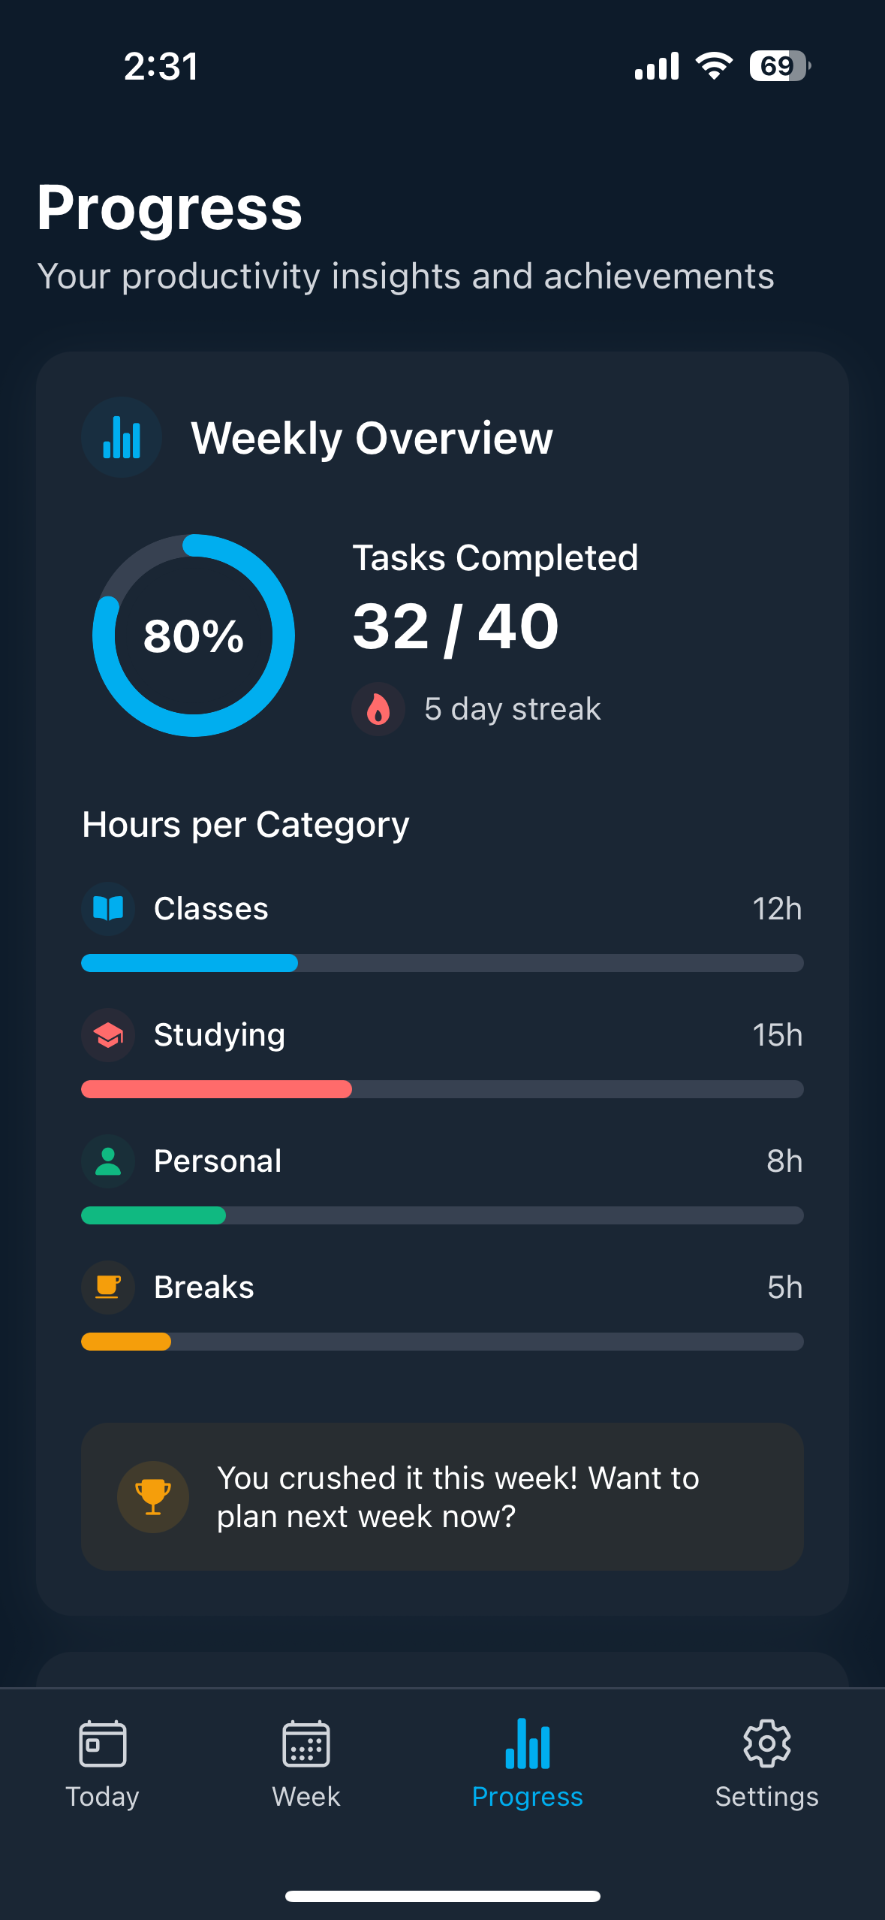 2:31
69
Progress
Your productivity insights and achievements
Weekly Overview
80%
Tasks Completed
32 / 40
5 day streak
Hours per Category
Classes
12h
Studying
15h
Personal
8h
Breaks
5h
You crushed it this week! Want to
plan next week now?
Today
Week
Progress
Settings